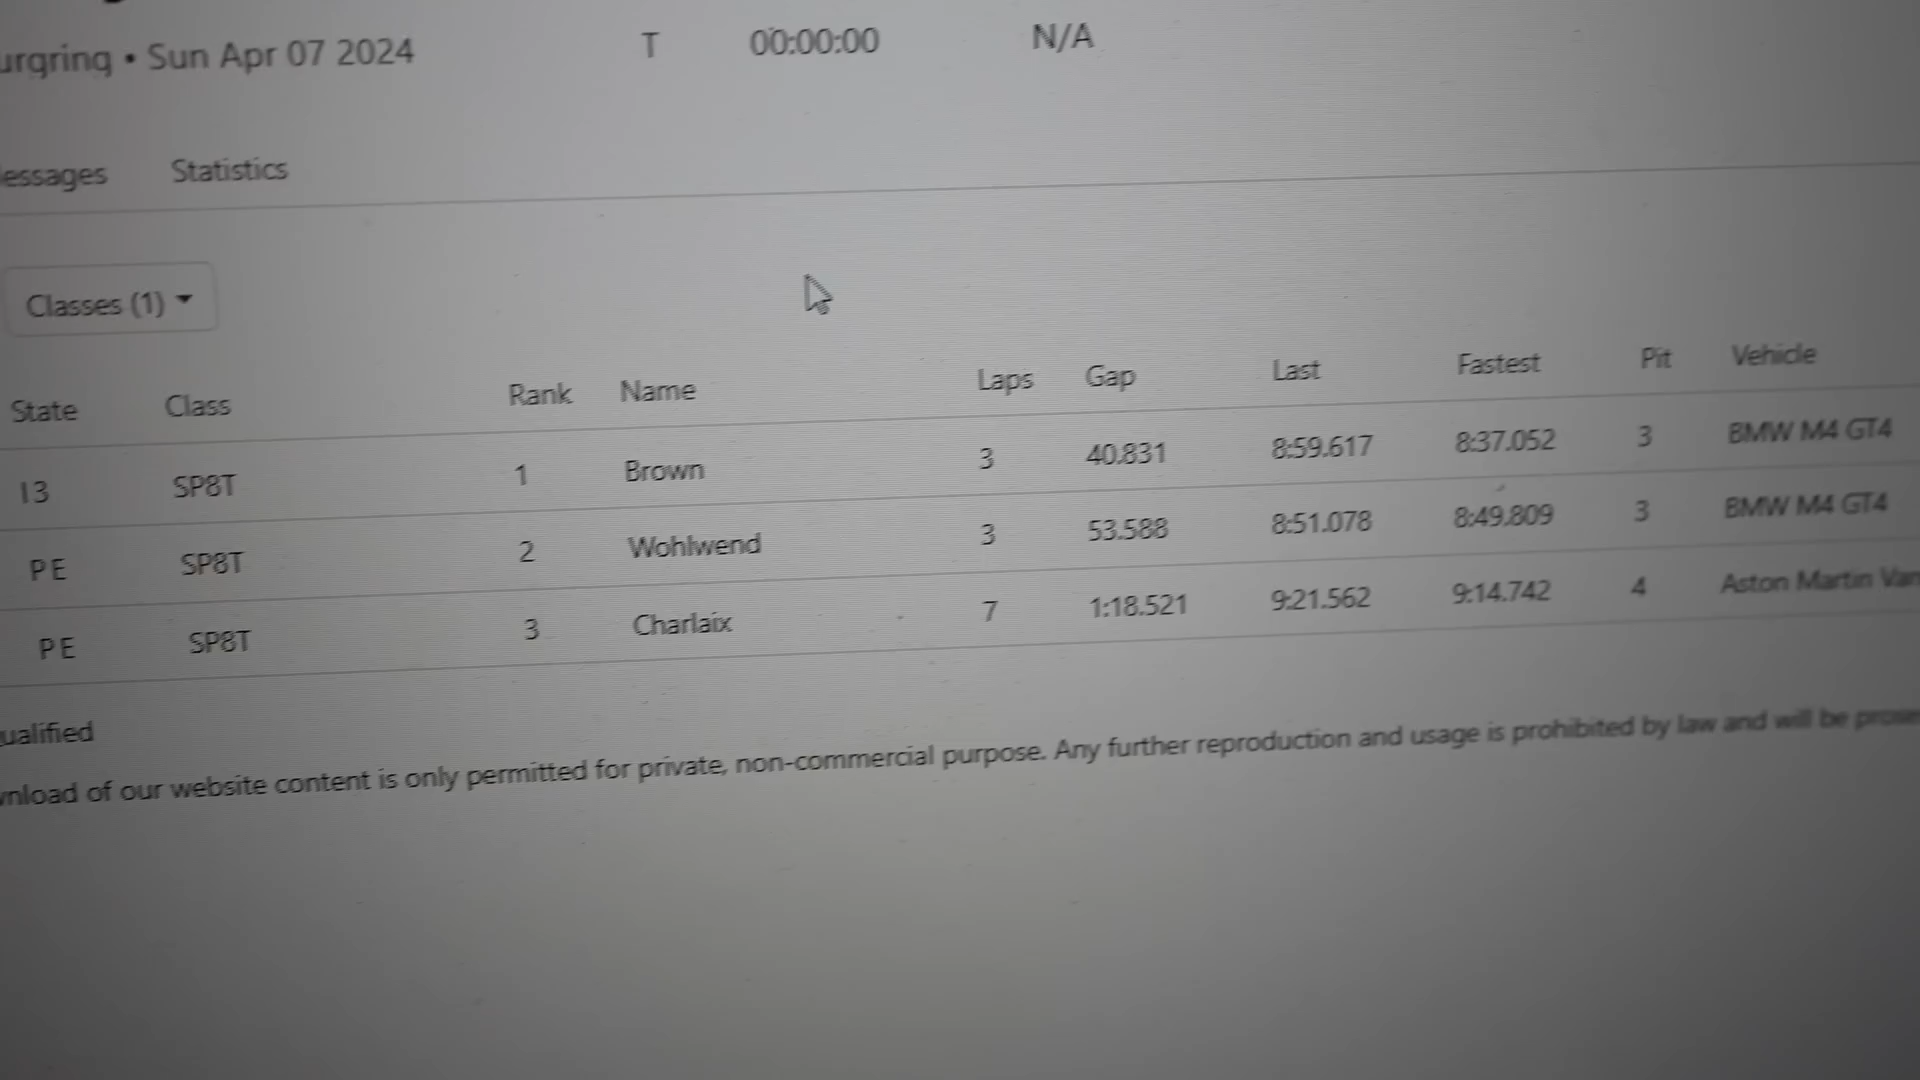 urgring • Sun Apr 07 2024 T 00:00:00 N/A
essages Statistics
Classes (1)
State Class Rank Name Laps Gap Last Fastest Pit Vehicle
13 SP8T 1 Brown 3 40.831 8:59.617 8:37.052 3 BMW M4 GT4
PE SP8T 2 Wohlwend 3 53.588 8:51.078 8:49.809 3 BMW M4 GT4
PE SP8T 3 Charlaix 7 1:18.521 9:21.562 9:14.742 4 Aston Martin Van
ualified
wnload of our website content is only permitted for private, non-commercial purpose. Any further reproduction and usage is prohibited by law and will be prose